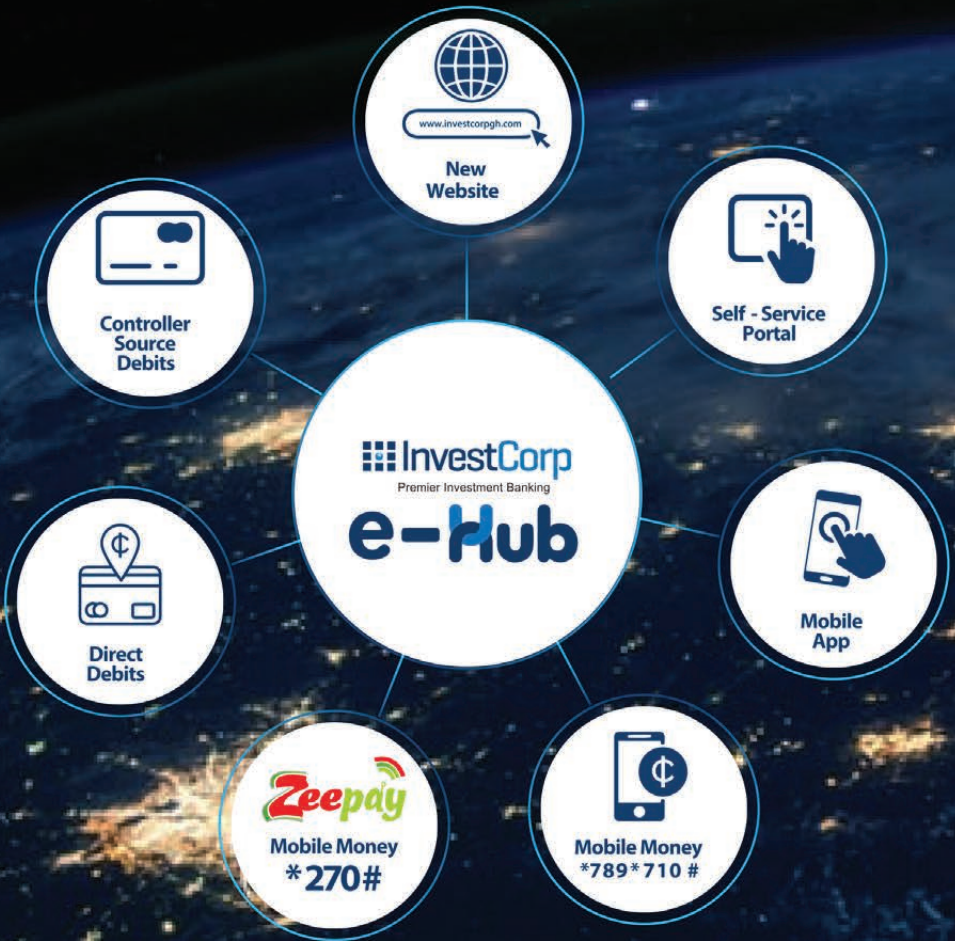 www.investcorpgh.com
New
Website
Controller
Source
Debits
Self - Service
Portal
InvestCorp
Premier Investment Banking
e-Hub
Direct
Debits
Mobile
App
Zeepay
Mobile Money
*270#
Mobile Money
*789*710 #